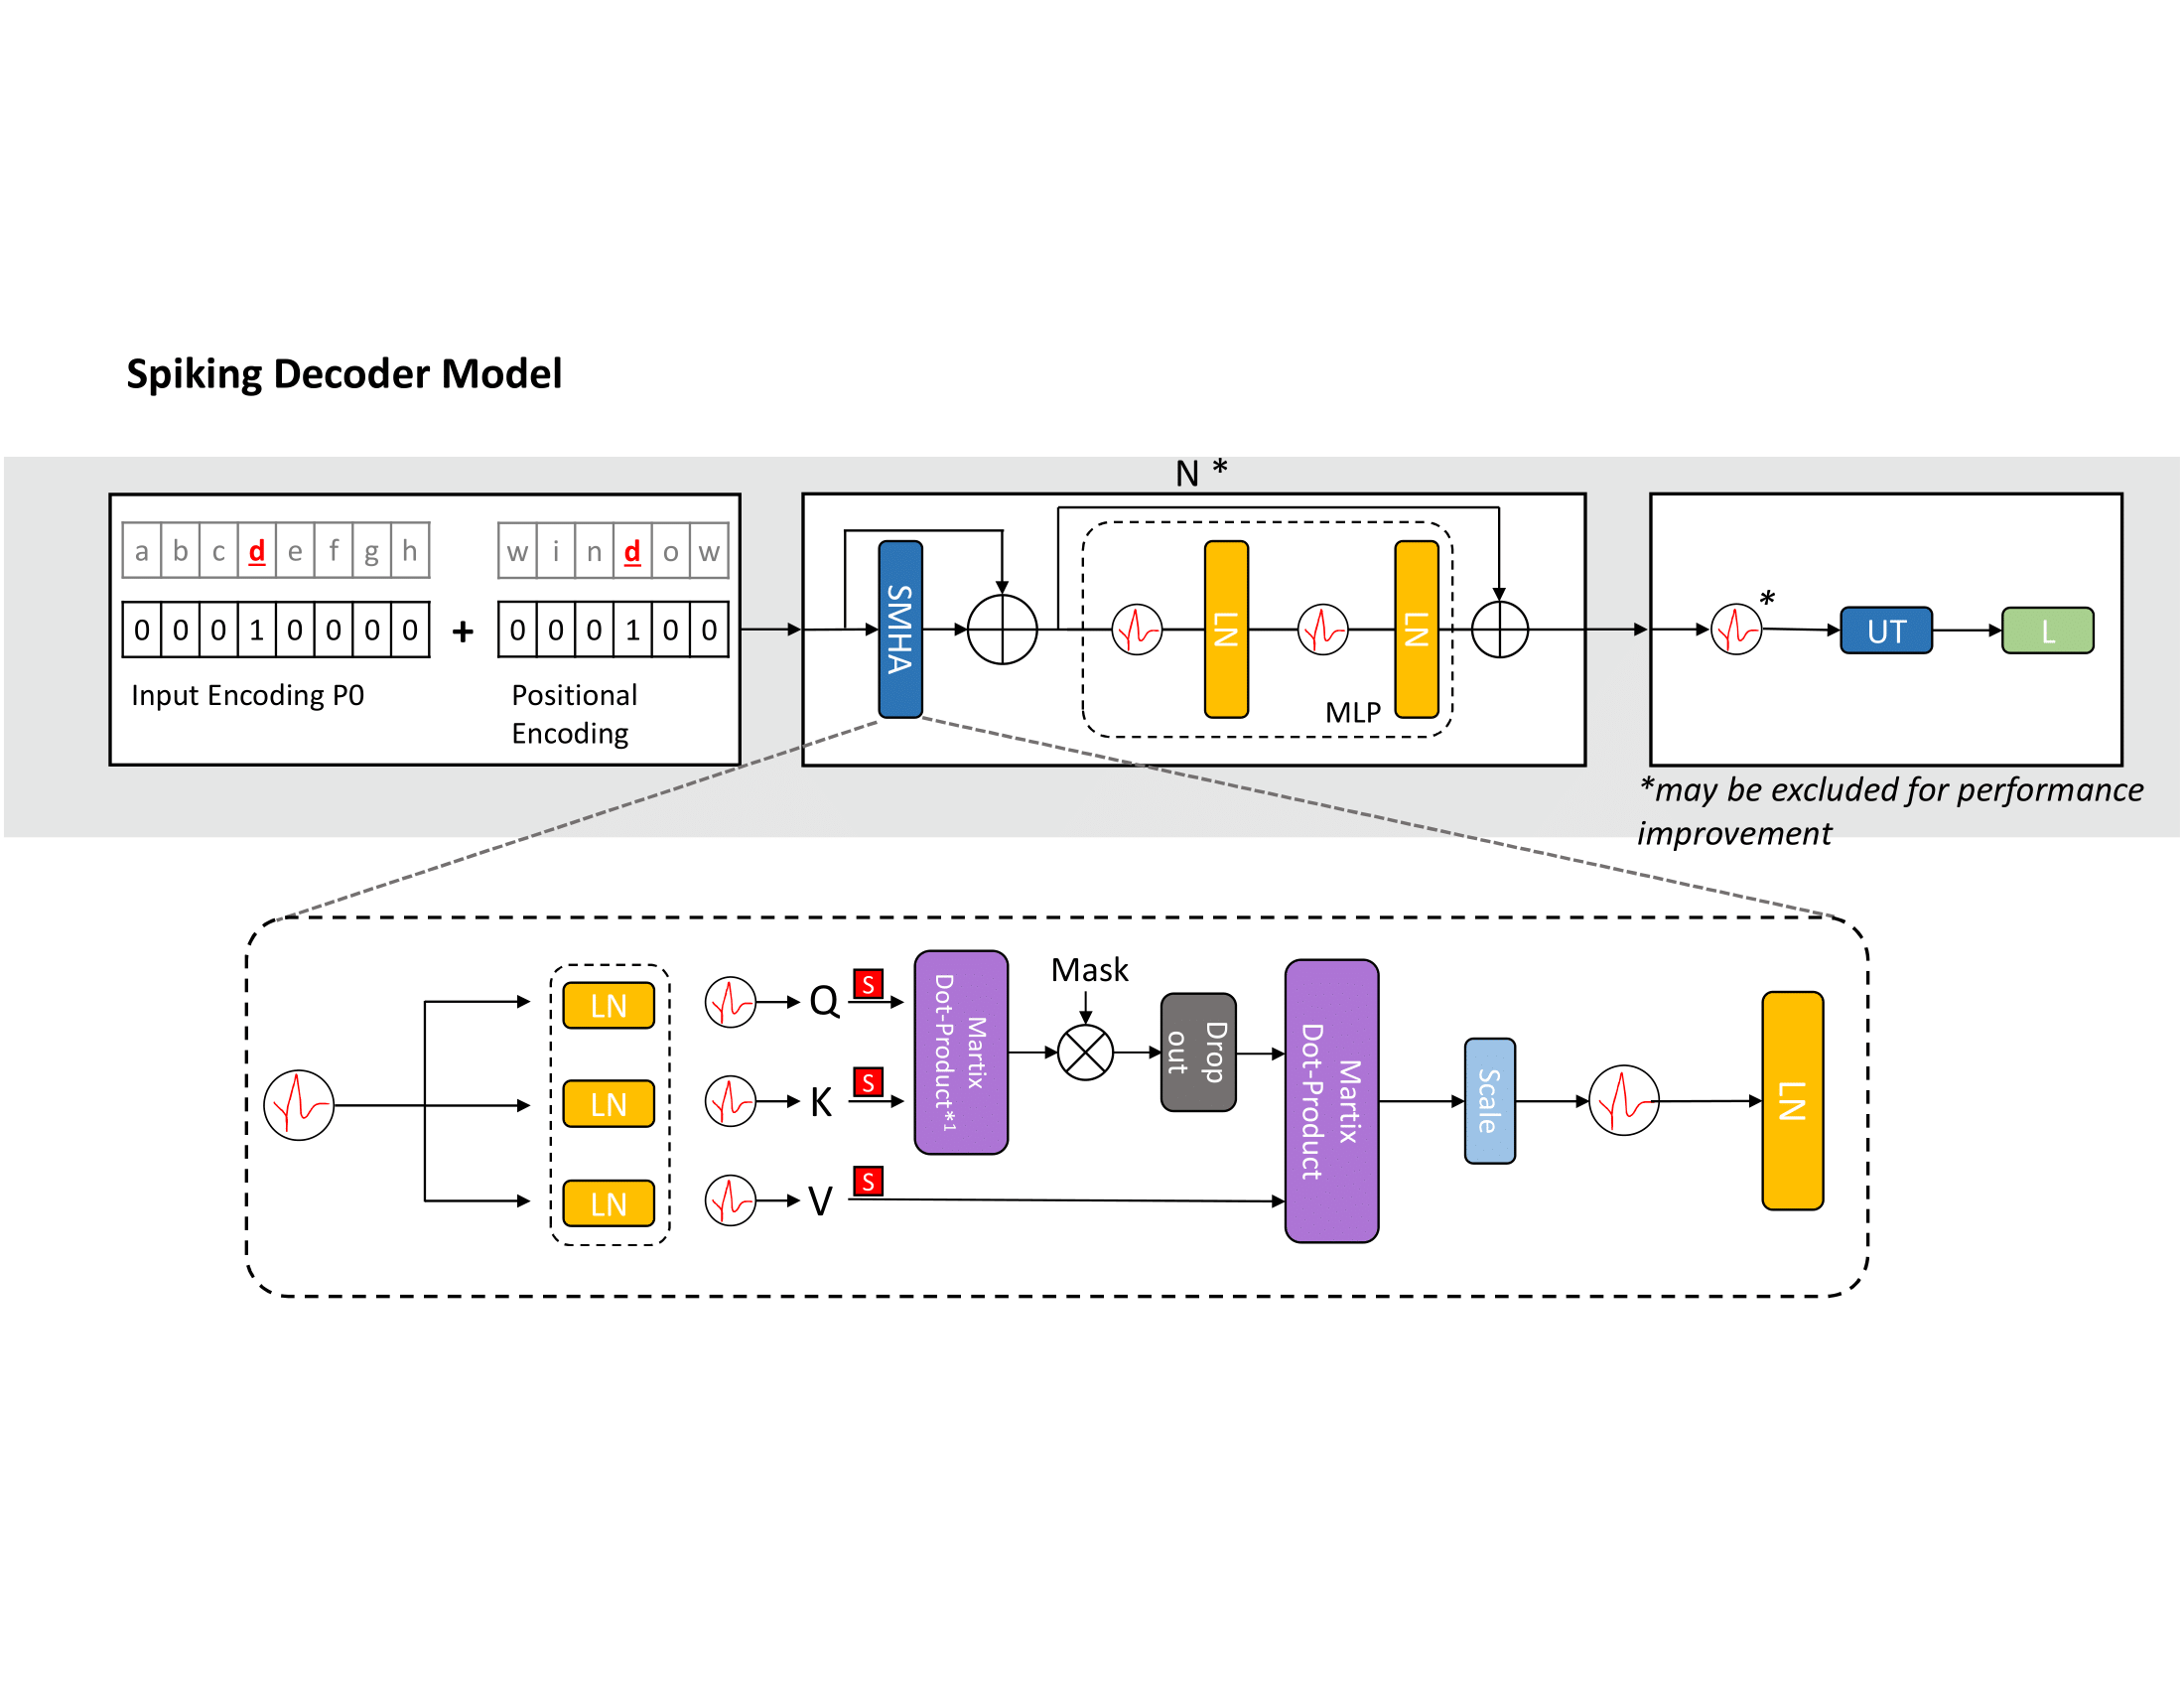 Spiking Decoder Model
N *
a b c d e f g h
w i n d o w
0 0 0 1 0 0 0 0
+
0 0 0 1 0 0
Input Encoding P0
Positional
Encoding
SMHA
LN
LN
MLP
*
UT
L
*may be excluded for performance
improvement
LN
LN
LN
Q
K
V
S
S
S
Martix
Dot-Product*1
Mask
Drop
out
Martix
Dot-Product
Scale
LN